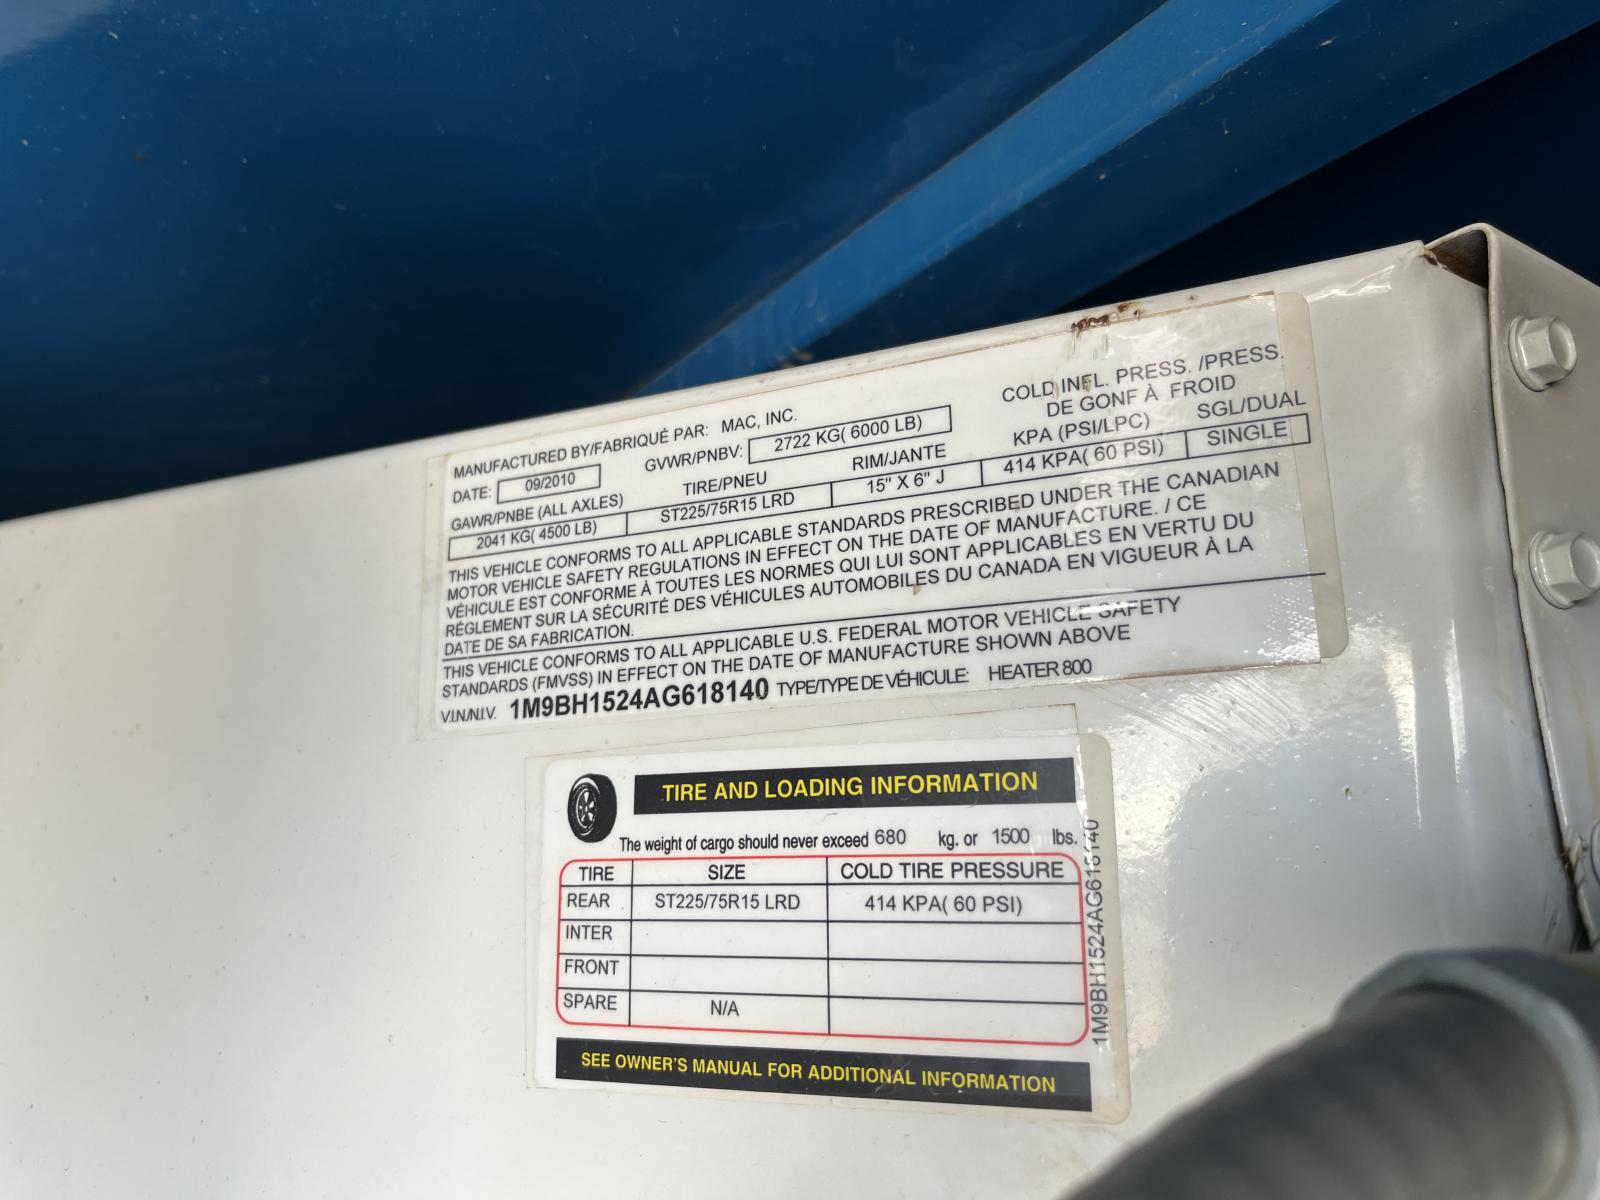 MANUFACTURED BY/FABRIQUÉ PAR: MAC, INC.
DATE: 09/2010 GVWR/PNBV: 2722 KG( 6000 LB)
COLD INFL. PRESS. /PRESS.
DE GONF À FROID
GAWR/PNBE (ALL AXLES) TIRE/PNEU RIM/JANTE KPA (PSI/LPC) SGL/DUAL
2041 KG( 4500 LB) ST225/75R15 LRD 15" X 6" J 414 KPA( 60 PSI) SINGLE
THIS VEHICLE CONFORMS TO ALL APPLICABLE STANDARDS PRESCRIBED UNDER THE CANADIAN
MOTOR VEHICLE SAFETY REGULATIONS IN EFFECT ON THE DATE OF MANUFACTURE. / CE
VÉHICULE EST CONFORME À TOUTES LES NORMES QUI LUI SONT APPLICABLES EN VERTU DU
RÉGLEMENT SUR LA SÉCURITÉ DES VÉHICULES AUTOMOBILES DU CANADA EN VIGUEUR À LA
DATE DE SA FABRICATION.
THIS VEHICLE CONFORMS TO ALL APPLICABLE U.S. FEDERAL MOTOR VEHICLE SAFETY
STANDARDS (FMVSS) IN EFFECT ON THE DATE OF MANUFACTURE SHOWN ABOVE
V.I.N/N.I.V. 1M9BH1524AG618140 TYPE/TYPE DE VÉHICULE: HEATER 800
TIRE AND LOADING INFORMATION
The weight of cargo should never exceed 680 kg. or 1500 lbs.
TIRE SIZE COLD TIRE PRESSURE
REAR ST225/75R15 LRD 414 KPA( 60 PSI)
INTER
FRONT
SPARE N/A
SEE OWNER'S MANUAL FOR ADDITIONAL INFORMATION
1M9BH1524AG618140